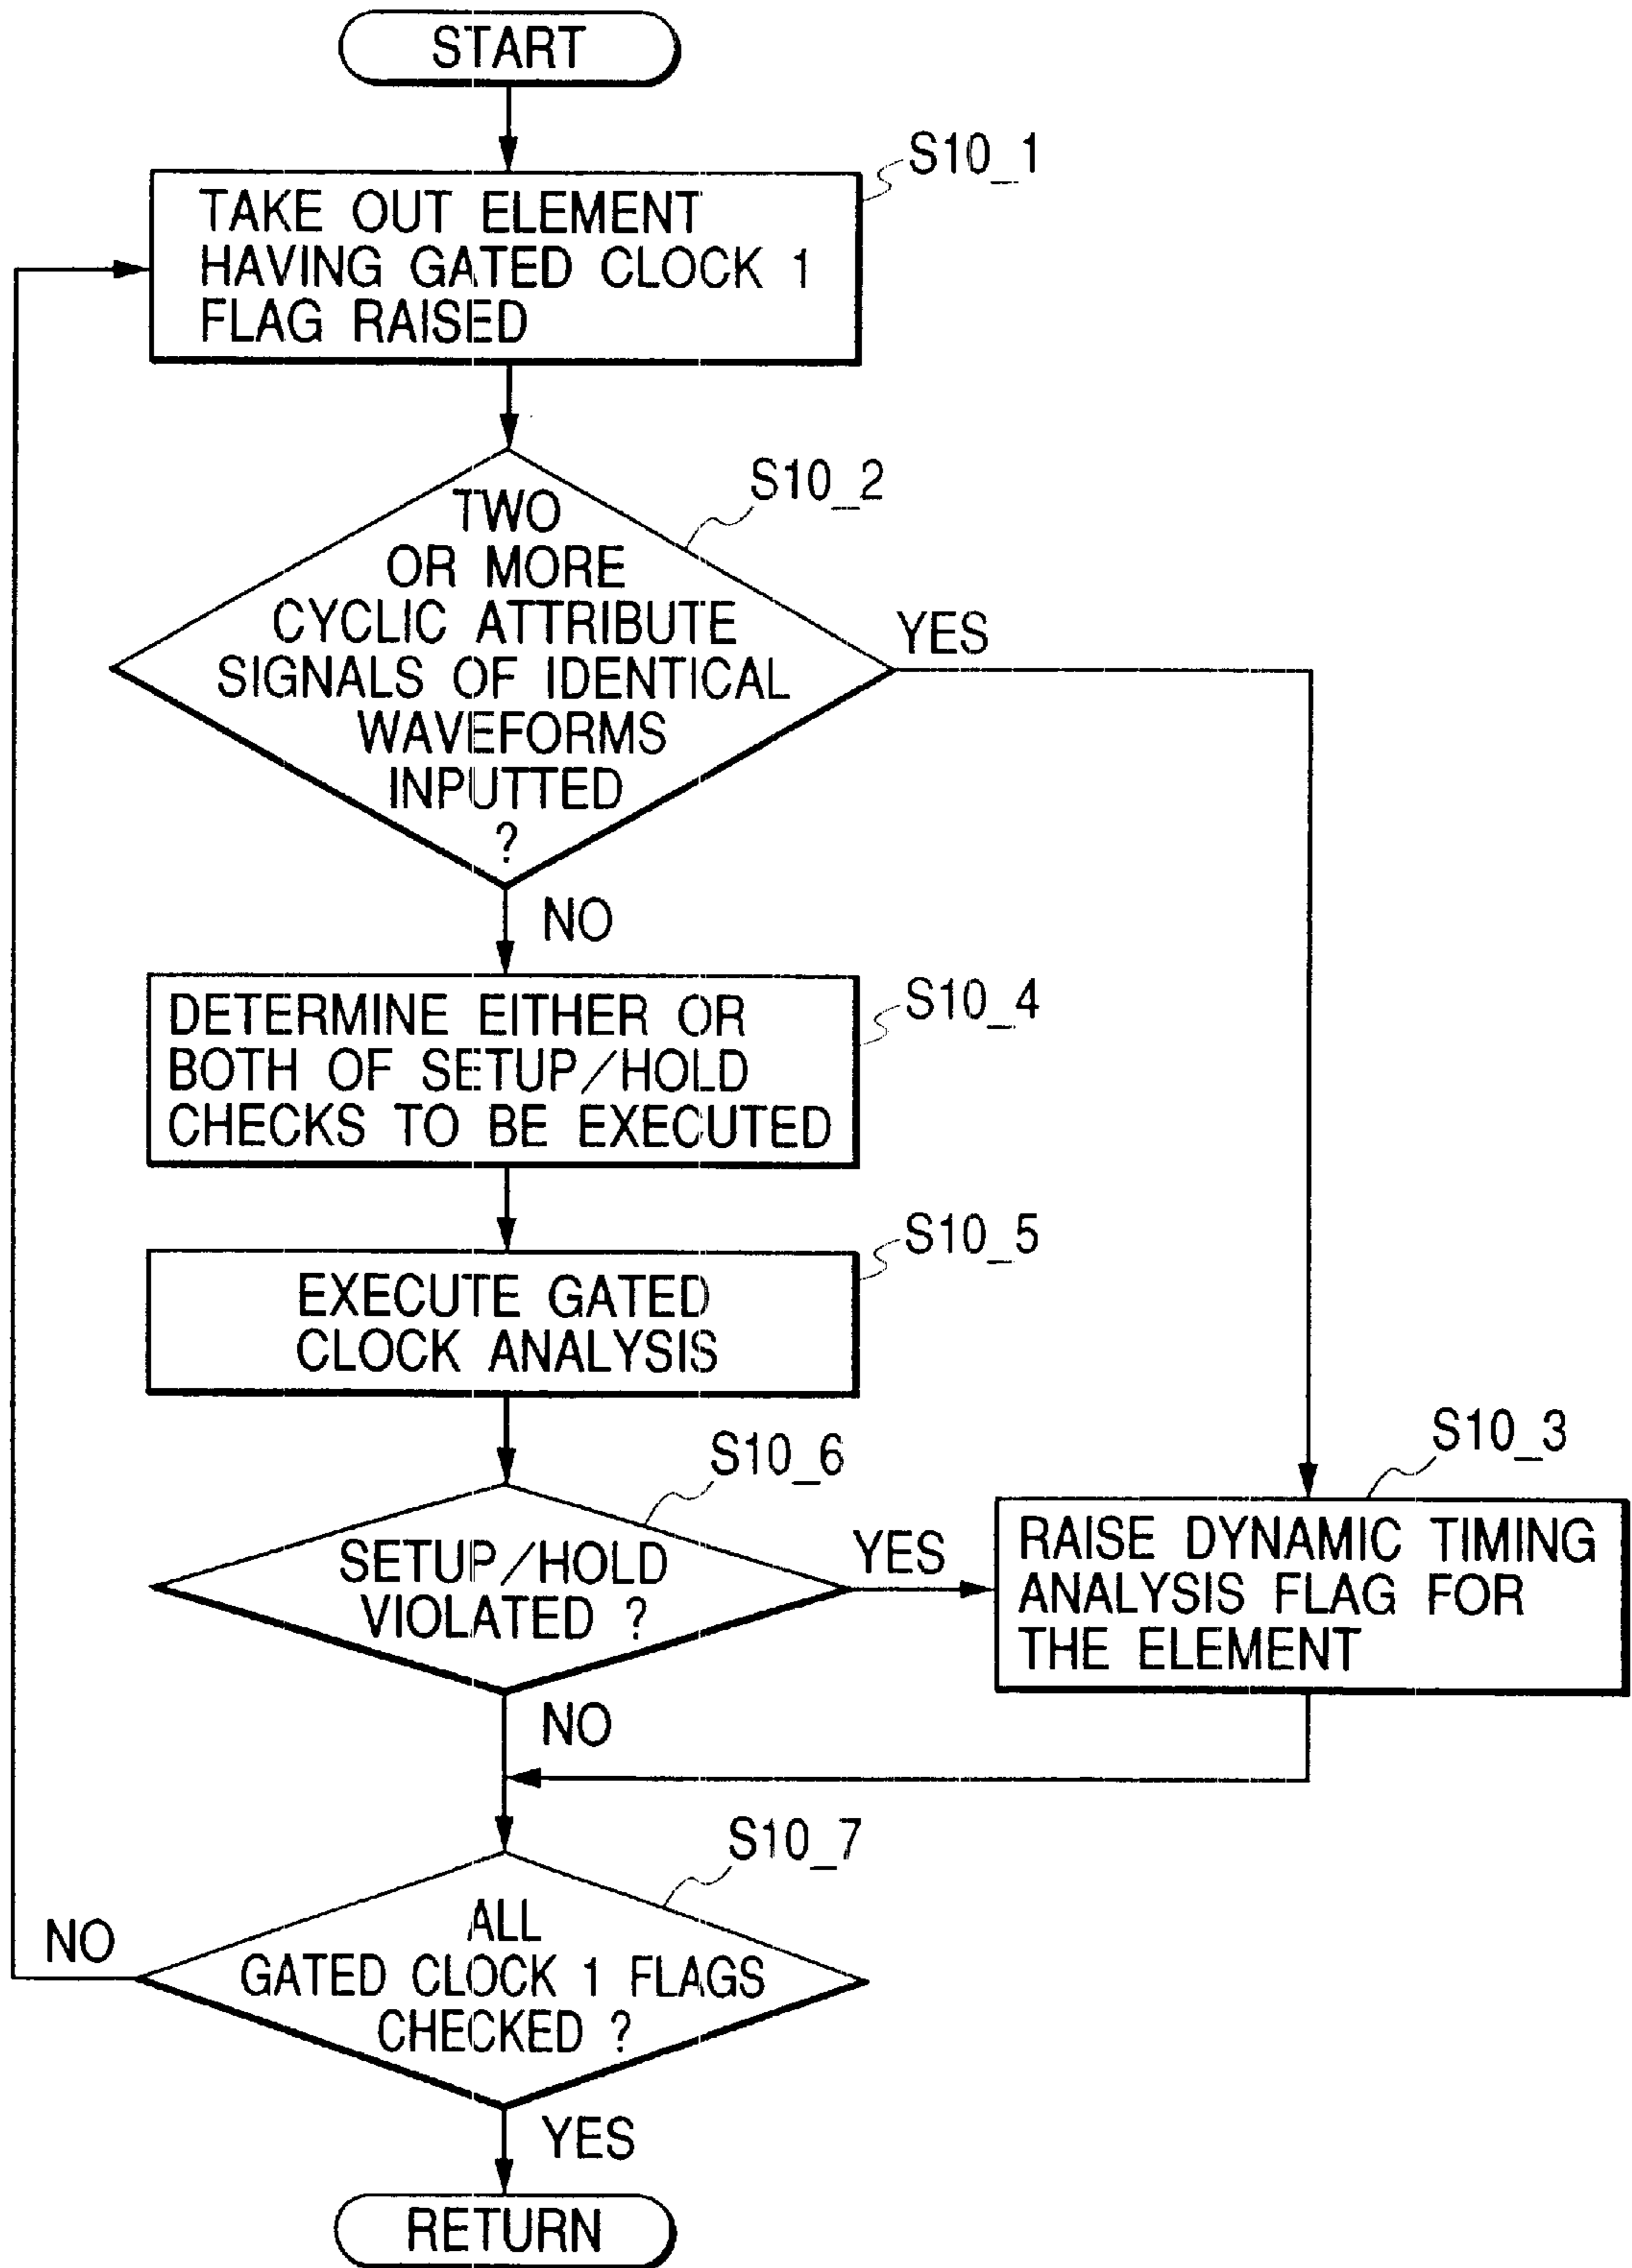 START
S10_1
TAKE OUT ELEMENT
HAVING GATED CLOCK 1
FLAG RAISED
S10_2
TWO
OR MORE
CYCLIC ATTRIBUTE
SIGNALS OF IDENTICAL
WAVEFORMS
INPUTTED
?
YES
NO
S10_4
DETERMINE EITHER OR
BOTH OF SETUP/HOLD
CHECKS TO BE EXECUTED
S10_5
EXECUTE GATED
CLOCK ANALYSIS
S10_6
SETUP/HOLD
VIOLATED ?
YES
S10_3
RAISE DYNAMIC TIMING
ANALYSIS FLAG FOR
THE ELEMENT
NO
S10_7
ALL
GATED CLOCK 1 FLAGS
CHECKED ?
NO
YES
RETURN